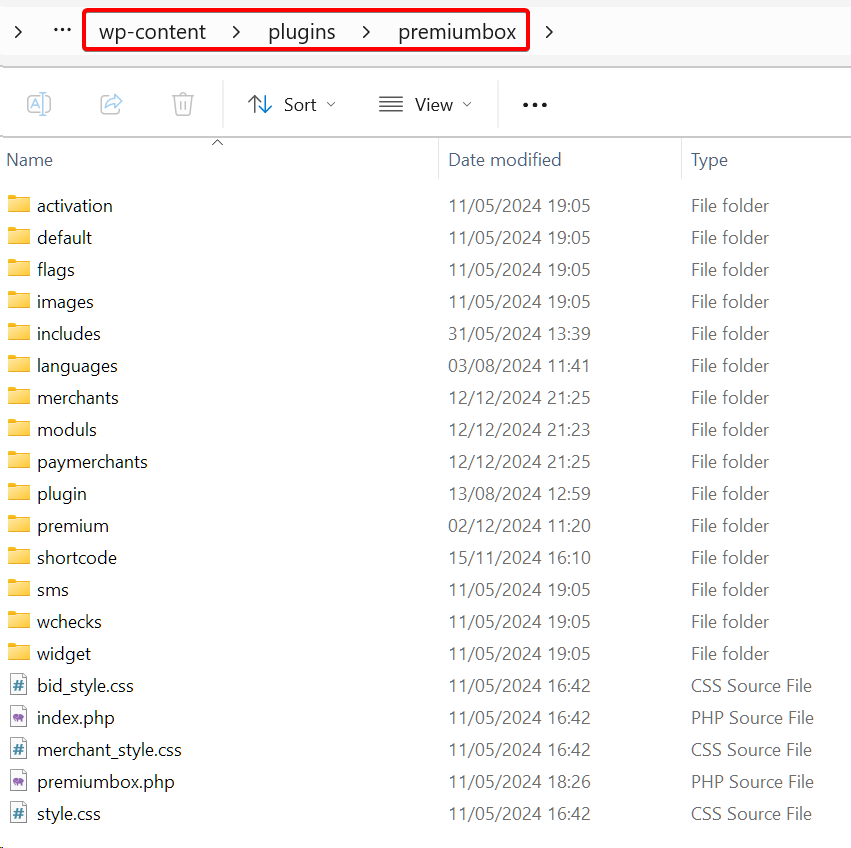 wp-content > plugins > premiumbox >
Sort View
Name Date modified Type
activation 11/05/2024 19:05 File folder
default 11/05/2024 19:05 File folder
flags 11/05/2024 19:05 File folder
images 11/05/2024 19:05 File folder
includes 31/05/2024 13:39 File folder
languages 03/08/2024 11:41 File folder
merchants 12/12/2024 21:25 File folder
moduls 12/12/2024 21:23 File folder
paymerchants 12/12/2024 21:25 File folder
plugin 13/08/2024 12:59 File folder
premium 02/12/2024 11:20 File folder
shortcode 15/11/2024 16:10 File folder
sms 11/05/2024 19:05 File folder
wchecks 11/05/2024 19:05 File folder
widget 11/05/2024 19:05 File folder
bid_style.css 11/05/2024 16:42 CSS Source File
index.php 11/05/2024 16:42 PHP Source File
merchant_style.css 11/05/2024 16:42 CSS Source File
premiumbox.php 11/05/2024 18:26 PHP Source File
style.css 11/05/2024 16:42 CSS Source File